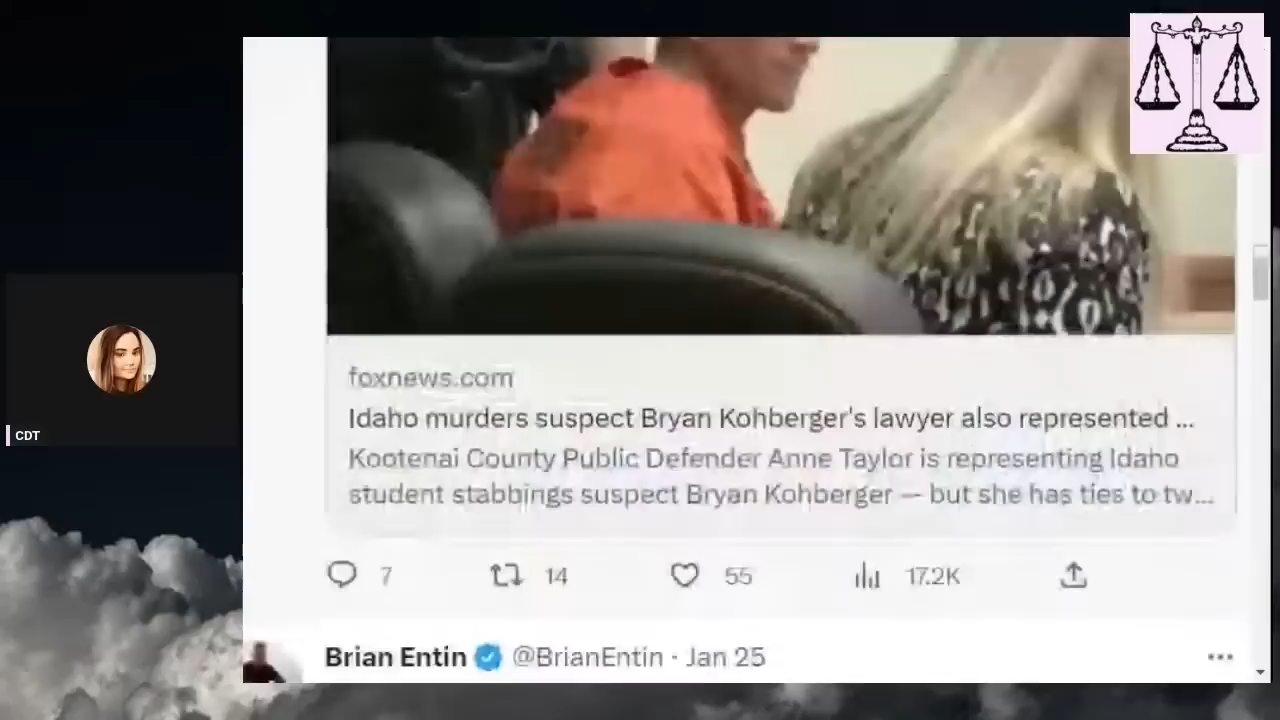 foxnews.com
Idaho murders suspect Bryan Kohberger's lawyer also represented ...
Kootenai County Public Defender Anne Taylor is representing Idaho
student stabbings suspect Bryan Kohberger — but she has ties to tw...
7 14 55 17.2K
Brian Entin @BrianEntin · Jan 25 ...
CDT